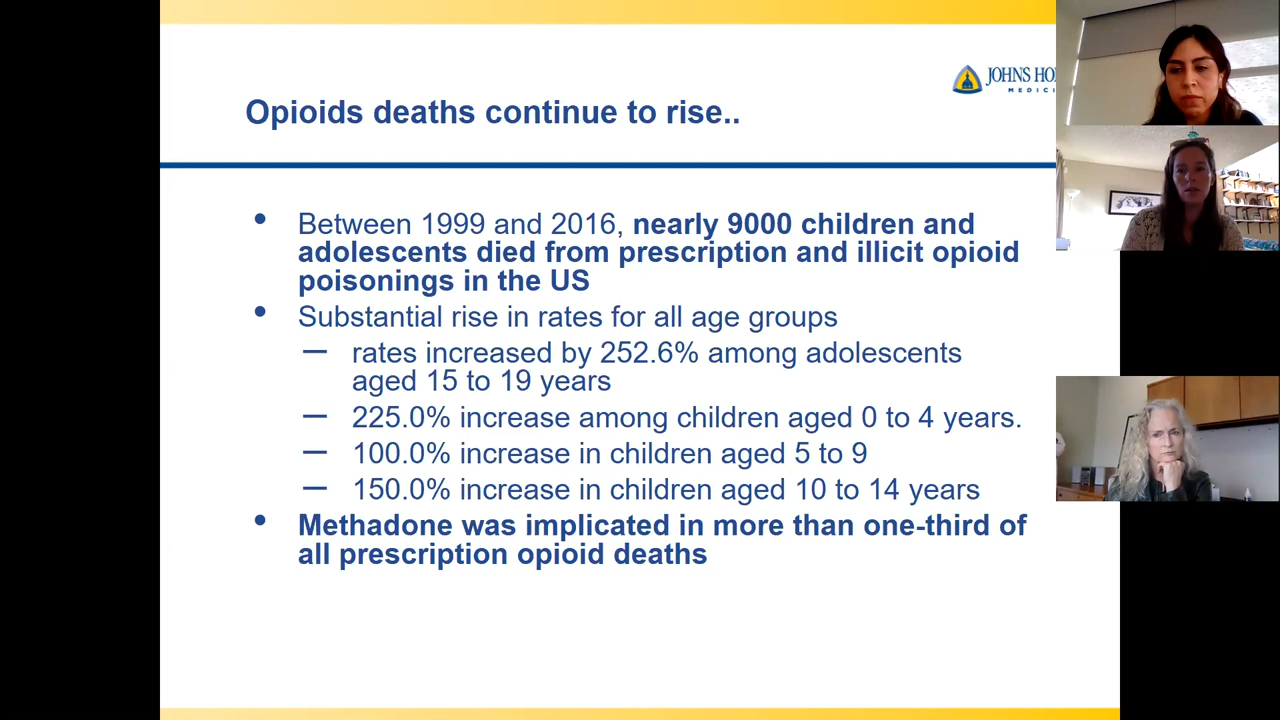 JOHNS HO
MEDICI
Opioids deaths continue to rise..
• Between 1999 and 2016, nearly 9000 children and
adolescents died from prescription and illicit opioid
poisonings in the US
• Substantial rise in rates for all age groups
— rates increased by 252.6% among adolescents
aged 15 to 19 years
— 225.0% increase among children aged 0 to 4 years.
— 100.0% increase in children aged 5 to 9
— 150.0% increase in children aged 10 to 14 years
• Methadone was implicated in more than one-third of
all prescription opioid deaths